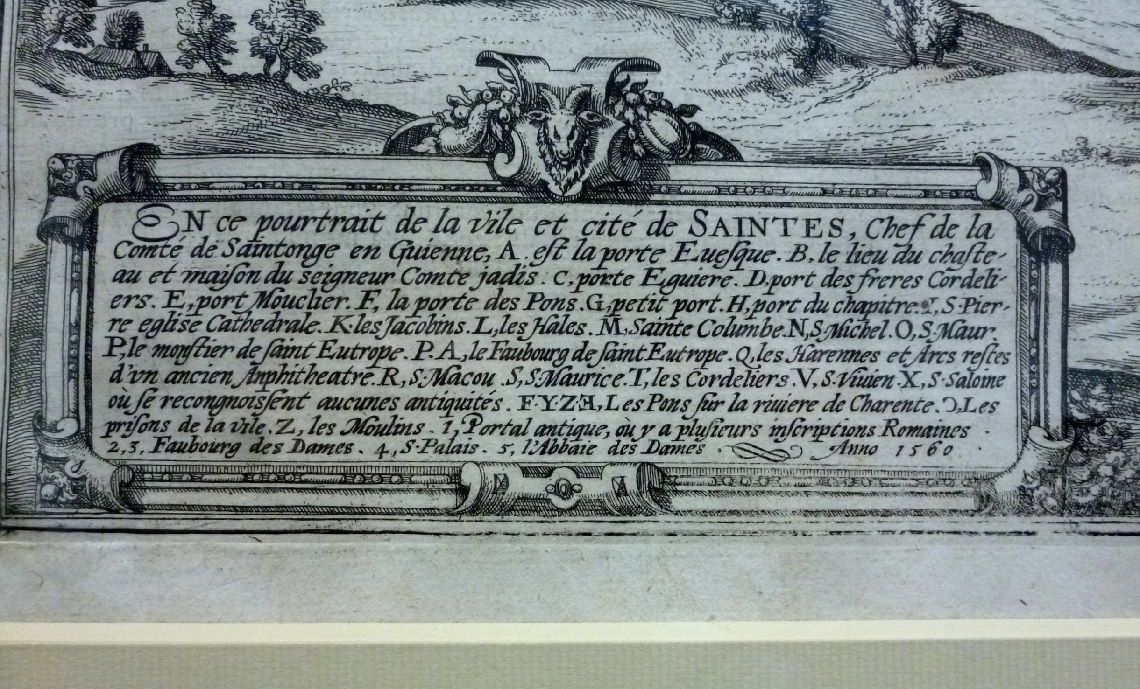 EN ce pourtrait de la vile et cité de SAINTES, Chef de la
Comté de Saintonge en Guienne, A est la porte Euesque. B, le lieu du chaste-
au et maison du seigneur Comte jadis. C, porte Eguiere. D, port des freres Cordeli-
ers. E, port Mouclier. F, la porte des Pons. G, petit port. H, port du chapitre. I, S. Pier-
re eglise Cathedrale. K. les Jacobins. L, les Hales. M, Sainte Columbe. N, S. Michel. O, S. Maur.
P, le monstier de saint Eutrope. P. A, le Faubourg de saint Eutrope. Q, les Harennes et Arcs restes
d'vn ancien Anphitheatre. R, S. Macou S, S. Maurice. T, les Cordeliers. V, S. Viuien. X, S. Saloine
ou se recongnoissent aucunes antiquités. Les Pons sur la riuiere de Charente. Ɔ, Les
prisons de la vile. Z, les Moulins. 1, Portal antique, ou y a plusieurs inscriptions Romaines.
2, 3, Faubourg des Dames. 4, S. Palais. 5, l'Abbaie des Dames. Anno 1560.